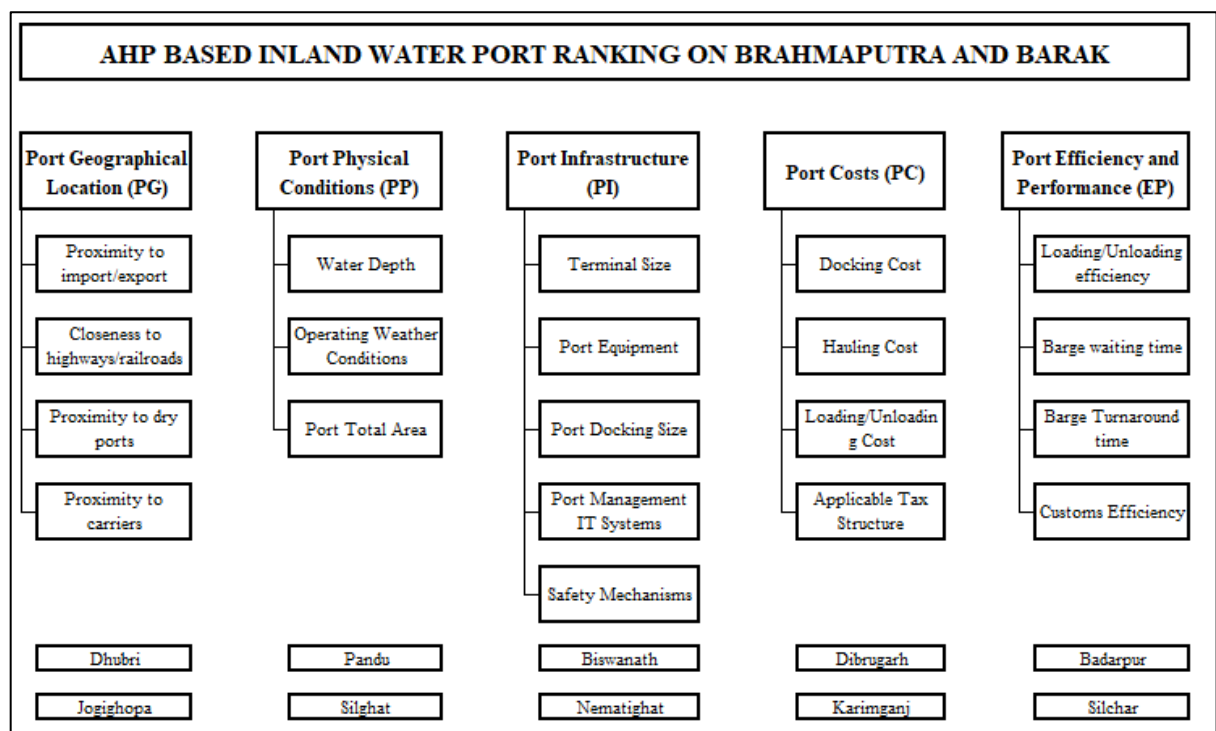 AHP BASED INLAND WATER PORT RANKING ON BRAHMAPUTRA AND BARAK
Port Geographical
Location (PG)
Proximity to
import/export
Closeness to
highways/railroads
Proximity to dry
ports
Proximity to
carriers
Port Physical
Conditions (PP)
Water Depth
Operating Weather
Conditions
Port Total Area
Port Infrastructure
(PI)
Terminal Size
Port Equipment
Port Docking Size
Port Management
IT Systems
Safety Mechanisms
Port Costs (PC)
Docking Cost
Hauling Cost
Loading/Unloadin
g Cost
Applicable Tax
Structure
Port Efficiency and
Performance (EP)
Loading/Unloading
efficiency
Barge waiting time
Barge Turnaround
time
Customs Efficiency
Dhubri
Pandu
Biswanath
Dibrugarh
Badarpur
Jogighopa
Silghat
Nematighat
Karimganj
Silchar